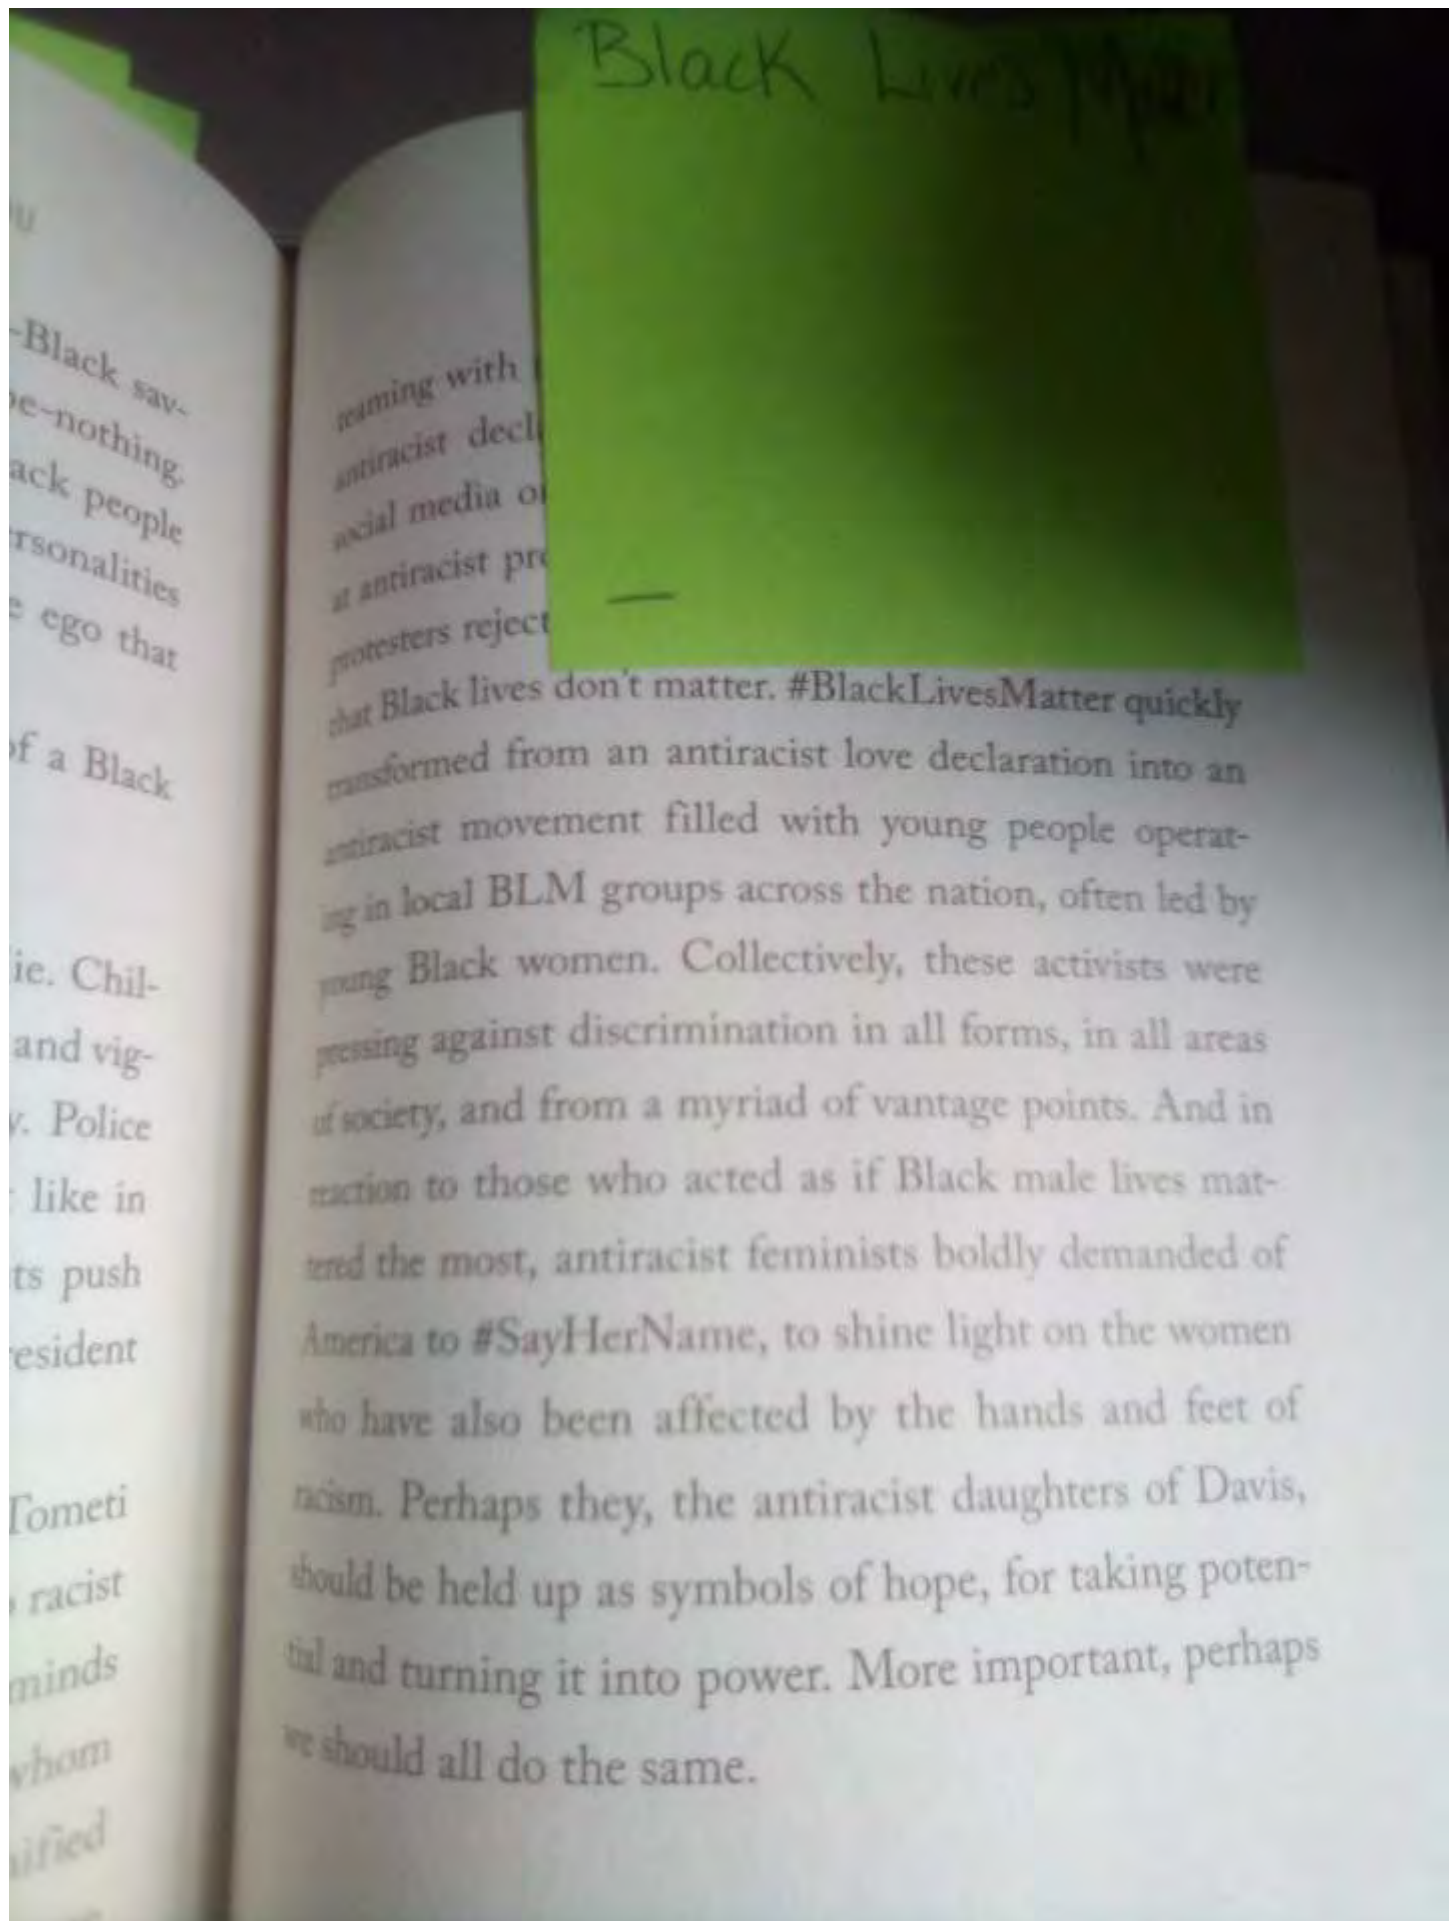 Black Lives
u
-Black sav-
e-nothing.
ack people
rsonalities
e ego that
of a Black
ie. Chil-
and vig-
y. Police
like in
ts push
resident
Tometi
racist
minds
whom
ified
teaming with
antiracist decl
social media o
at antiracist pro
protesters reject
that Black lives don't matter. #BlackLivesMatter quickly
transformed from an antiracist love declaration into an
antiracist movement filled with young people operat-
ing in local BLM groups across the nation, often led by
young Black women. Collectively, these activists were
pressing against discrimination in all forms, in all areas
of society, and from a myriad of vantage points. And in
reaction to those who acted as if Black male lives mat-
tered the most, antiracist feminists boldly demanded of
America to #SayHerName, to shine light on the women
who have also been affected by the hands and feet of
racism. Perhaps they, the antiracist daughters of Davis,
should be held up as symbols of hope, for taking poten-
tial and turning it into power. More important, perhaps
we should all do the same.